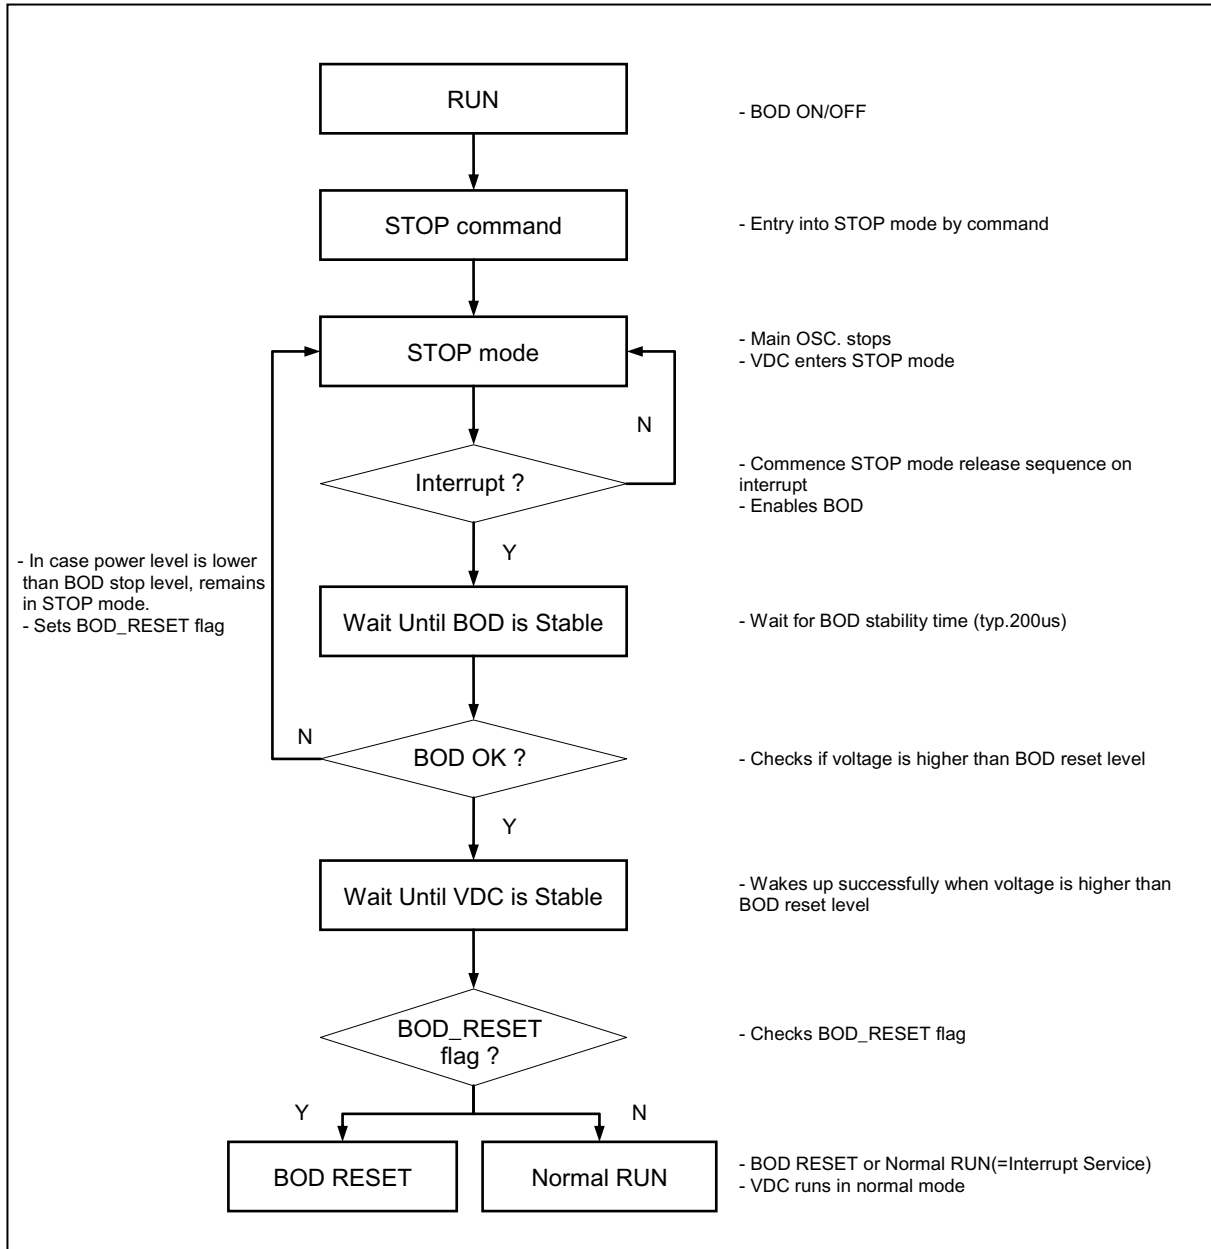 RUN
- BOD ON/OFF
STOP command
- Entry into STOP mode by command
STOP mode
- Main OSC. stops
- VDC enters STOP mode
N
Interrupt ?
- Commence STOP mode release sequence on
interrupt
- Enables BOD
Y
- In case power level is lower
than BOD stop level, remains
in STOP mode.
- Sets BOD_RESET flag
Wait Until BOD is Stable
- Wait for BOD stability time (typ.200us)
N
BOD OK ?
- Checks if voltage is higher than BOD reset level
Y
Wait Until VDC is Stable
- Wakes up successfully when voltage is higher than
BOD reset level
BOD_RESET
flag ?
- Checks BOD_RESET flag
Y
N
BOD RESET
Normal RUN
- BOD RESET or Normal RUN(=Interrupt Service)
- VDC runs in normal mode